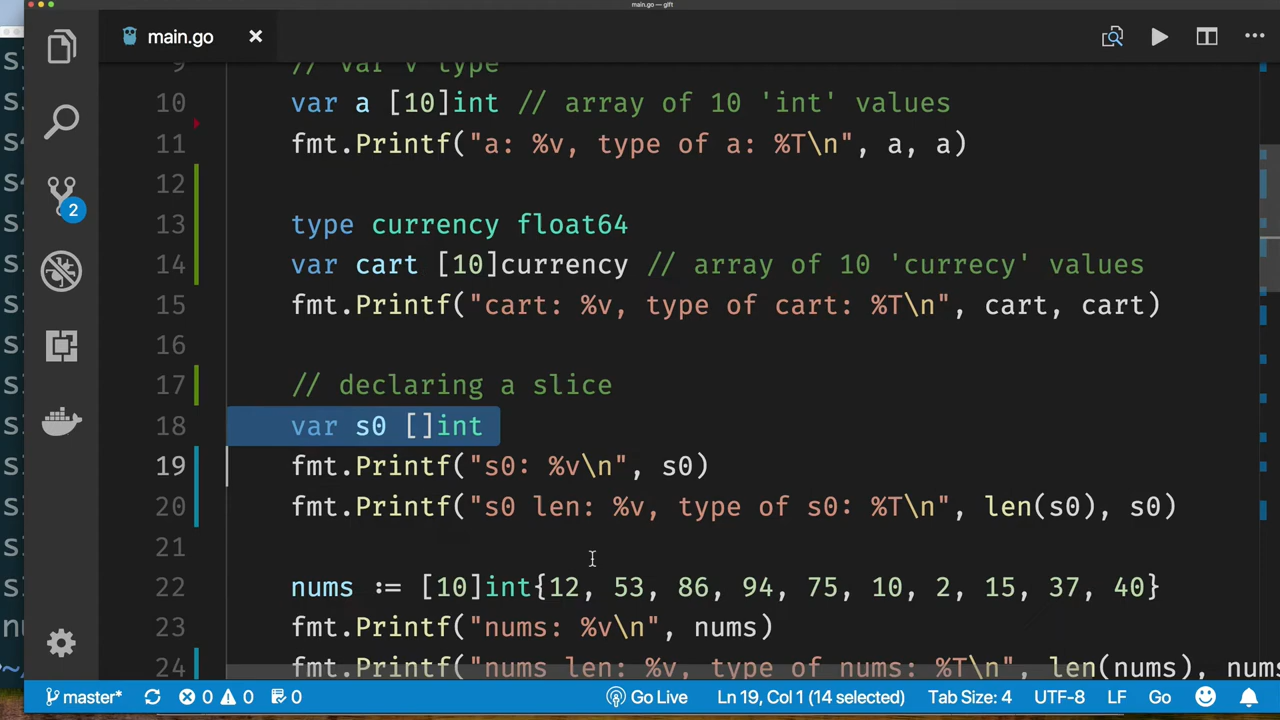 main.go — gift
main.go
9 // var v type
10 var a [10]int // array of 10 'int' values
11 fmt.Printf("a: %v, type of a: %T\n", a, a)
12
13 type currency float64
14 var cart [10]currency // array of 10 'currecy' values
15 fmt.Printf("cart: %v, type of cart: %T\n", cart, cart)
16
17 // declaring a slice
18 var s0 []int
19 fmt.Printf("s0: %v\n", s0)
20 fmt.Printf("s0 len: %v, type of s0: %T\n", len(s0), s0)
21
22 nums := [10]int{12, 53, 86, 94, 75, 10, 2, 15, 37, 40}
23 fmt.Printf("nums: %v\n", nums)
24 fmt.Printf("nums len: %v, type of nums: %T\n", len(nums), nums
2
master* 0 0 0 Go Live Ln 19, Col 1 (14 selected) Tab Size: 4 UTF-8 LF Go